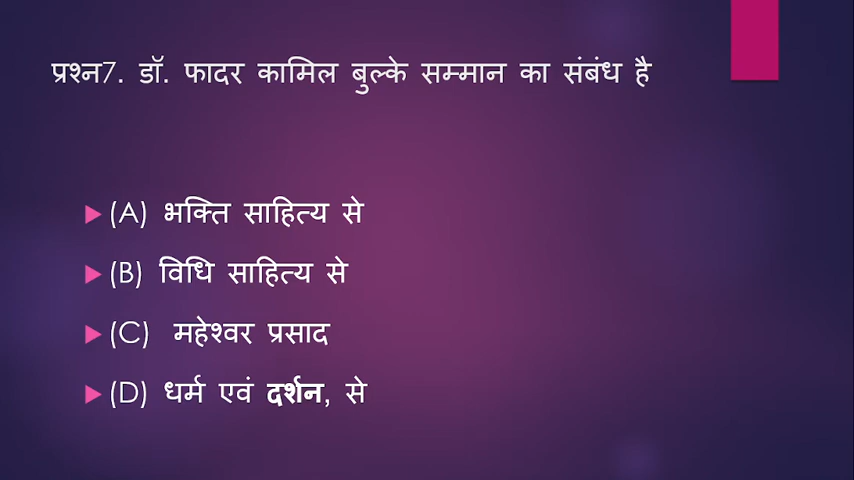 प्रश्न7. डॉ. फादर कामिल बुल्के सम्मान का संबंध है
(A) भक्ति साहित्य से
(B) विधि साहित्य से
(C) महेश्वर प्रसाद
(D) धर्म एवं दर्शन, से